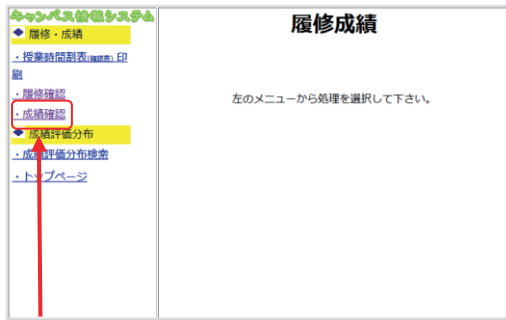 キャンパス情報システム
履修・成績
・授業時間割表(確認表) 印
刷
・履修確認
・成績確認
成績評価分布
・成績評価分布検索
・トップページ
履修成績
左のメニューから処理を選択して下さい。